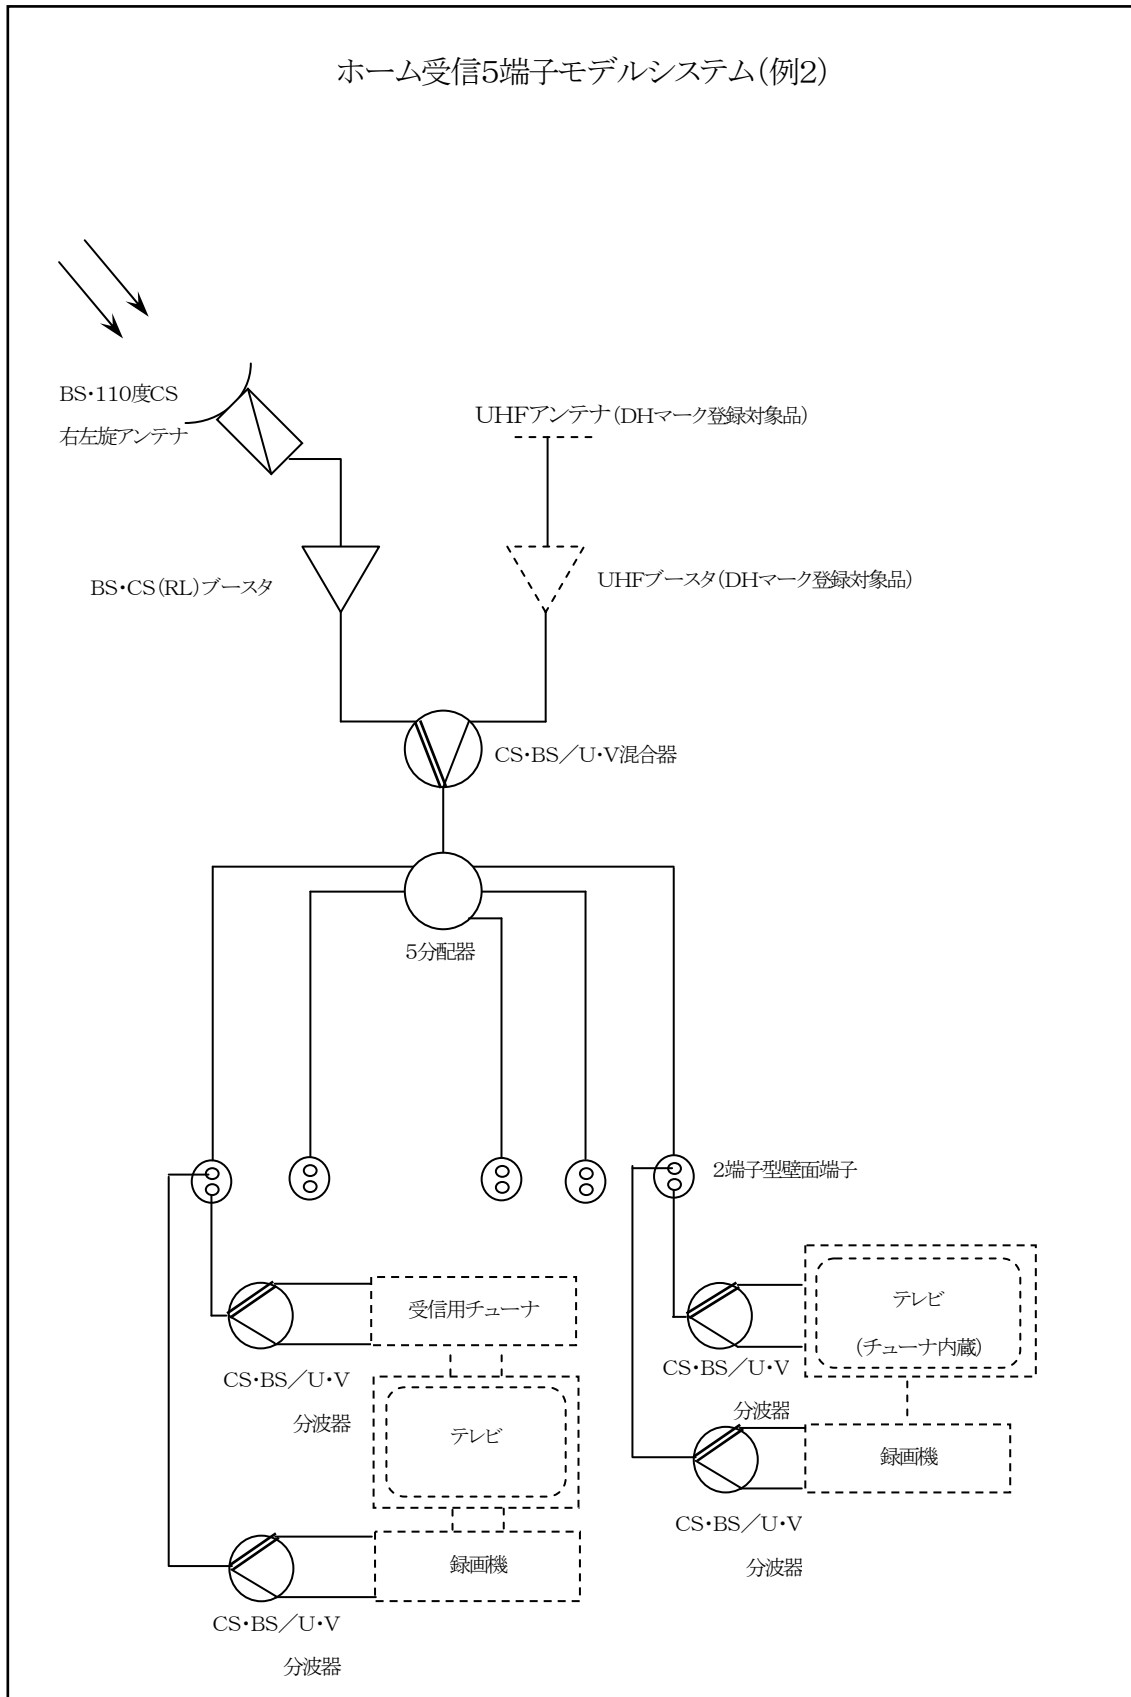 ホーム受信5端子モデルシステム(例2)
BS・110度CS
右左旋アンテナ
UHFアンテナ(DHマーク登録対象品)
BS・CS(RL)ブースタ
UHFブースタ(DHマーク登録対象品)
CS・BS／U・V混合器
5分配器
2端子型壁面端子
受信用チューナ
CS・BS／U・V
分波器
テレビ
録画機
CS・BS／U・V
分波器
テレビ
(チューナ内蔵)
CS・BS／U・V
分波器
録画機
CS・BS／U・V
分波器